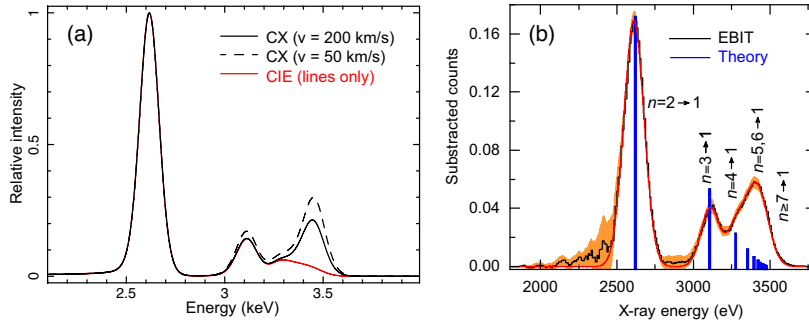 (a)
CX (v = 200 km/s)
CX (v = 50 km/s)
CIE (lines only)
Relative intensity
1
0.5
0
2.5
3
3.5
Energy (keV)
(b)
EBIT
Theory
Substracted counts
0.16
0.12
0.08
0.04
0.00
n=2→1
n=3→1
n=4→1
n=5,6→1
n≥7→1
2000
2500
3000
3500
X-ray energy (eV)